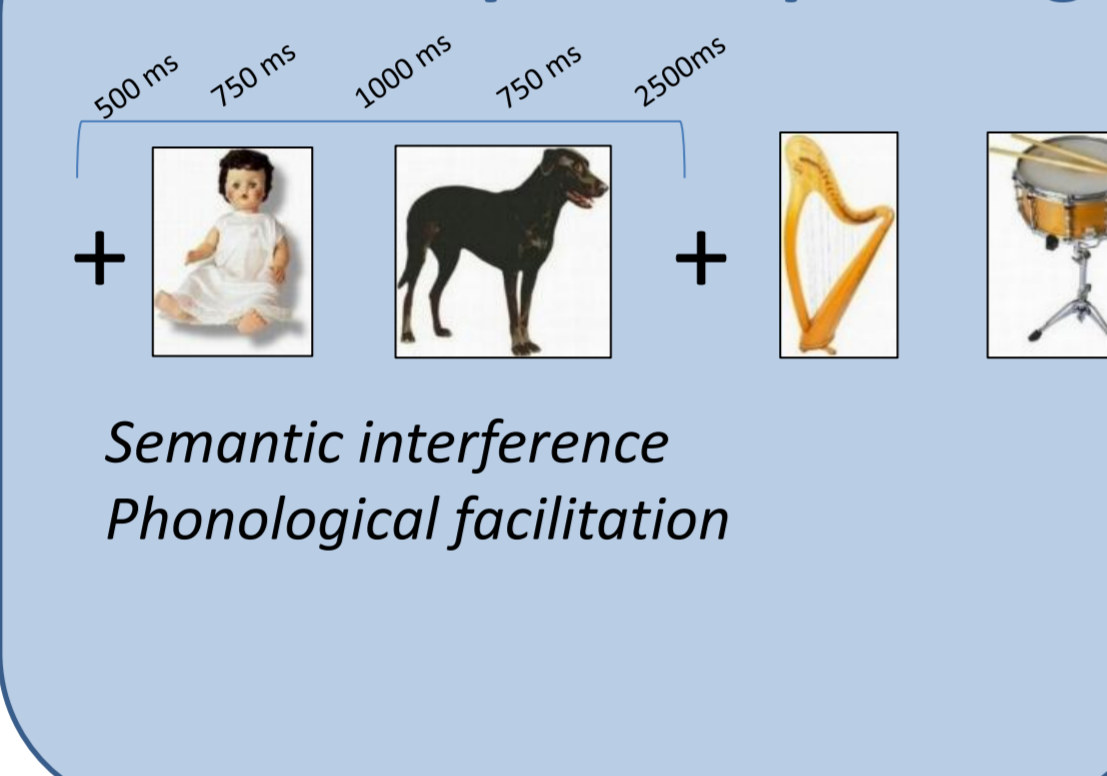 500 ms 750 ms 1000 ms 750 ms 2500ms
+ +
Semantic interference
Phonological facilitation